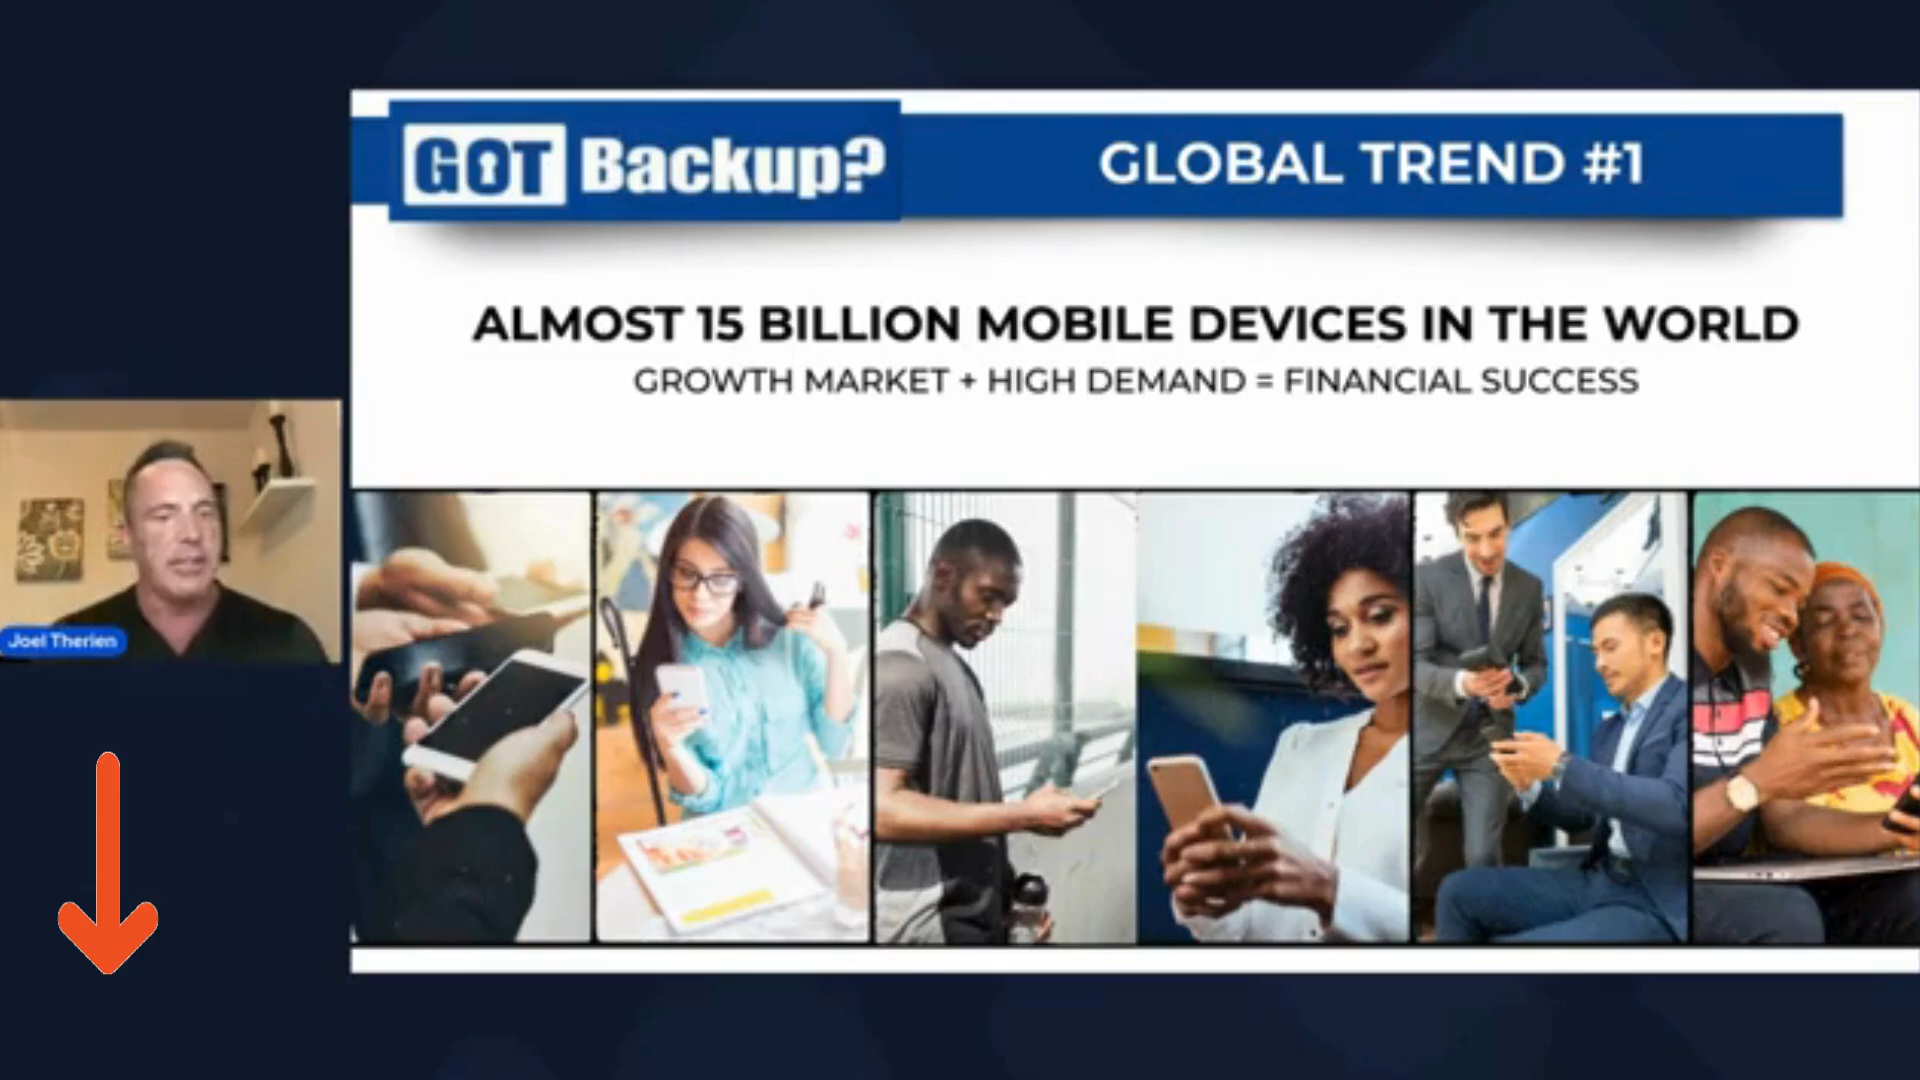 GOT Backup?
GLOBAL TREND #1
ALMOST 15 BILLION MOBILE DEVICES IN THE WORLD
GROWTH MARKET + HIGH DEMAND = FINANCIAL SUCCESS
Joel Therien